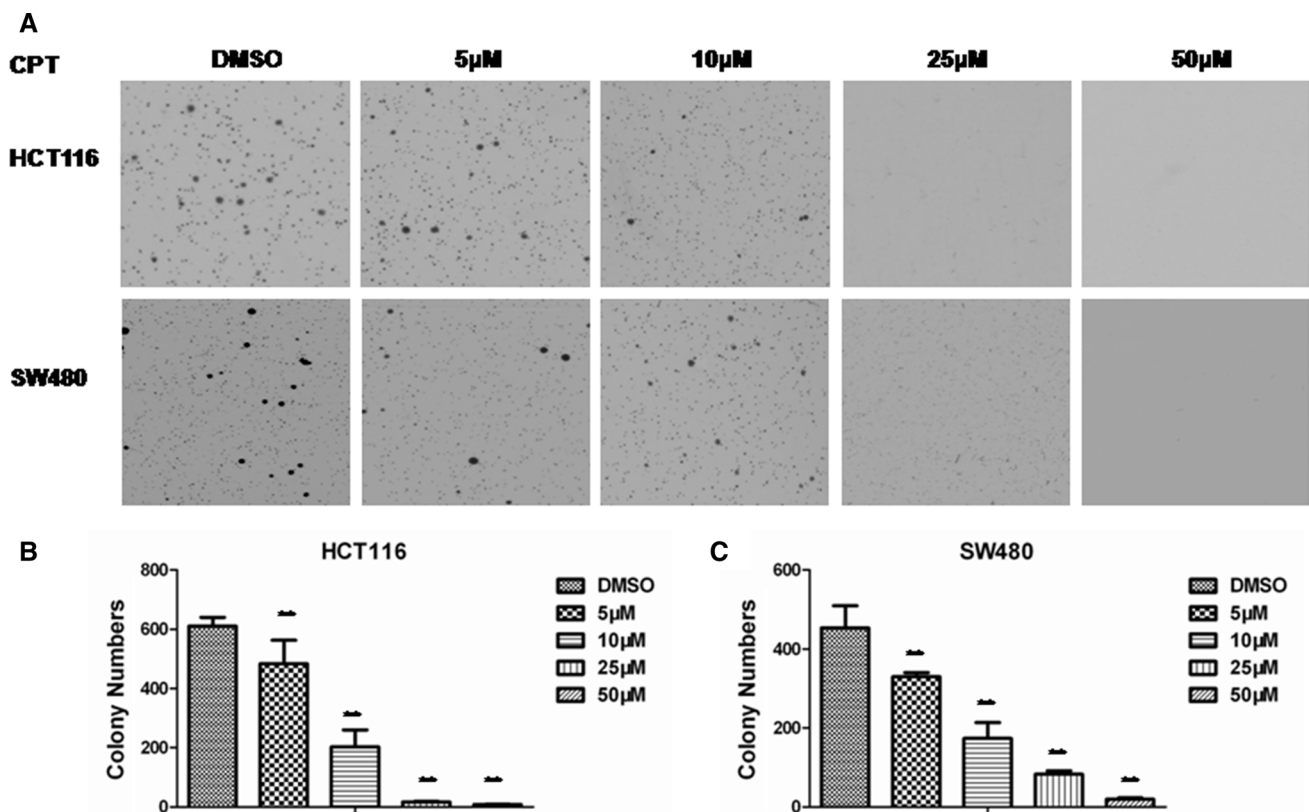 A
CPT DMSO 5µM 10µM 25µM 50µM
HCT116
SW480
B
HCT116
Colony Numbers
800
600
400
200
0
** ** ** **
DMSO
5µM
10µM
25µM
50µM
C
SW480
Colony Numbers
600
400
200
0
** ** ** **
DMSO
5µM
10µM
25µM
50µM